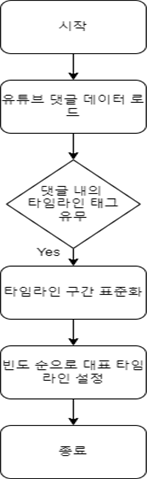 시작
유튜브 댓글 데이터 로
드
댓글 내의
타임라인 태그
유무
Yes
타임라인 구간 표준화
빈도 순으로 대표 타임
라인 설정
종료